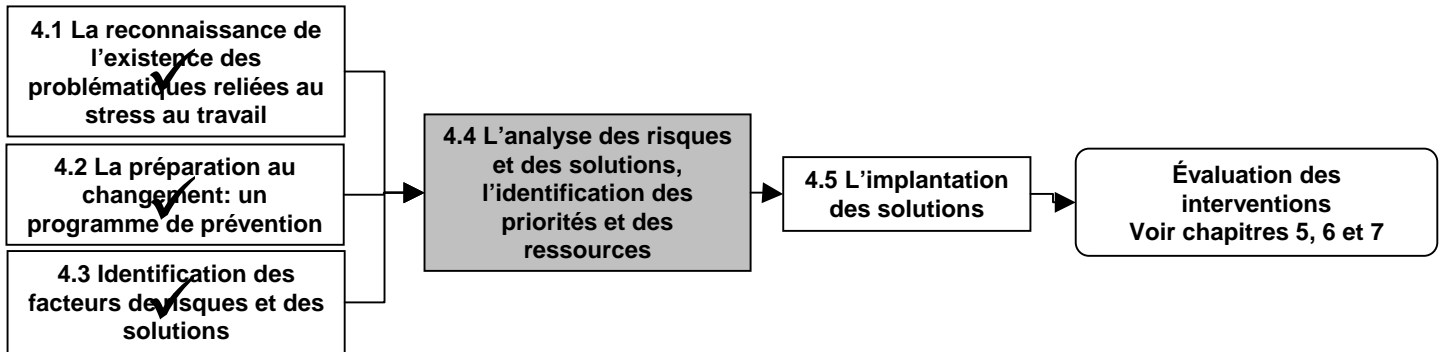 4.1 La reconnaissance de
l’existence des
problématiques reliées au
stress au travail
4.2 La préparation au
changement: un
programme de prévention
4.3 Identification des
facteurs de risques et des
solutions
4.4 L’analyse des risques
et des solutions,
l’identification des
priorités et des
ressources
4.5 L’implantation
des solutions
Évaluation des
interventions
Voir chapitres 5, 6 et 7